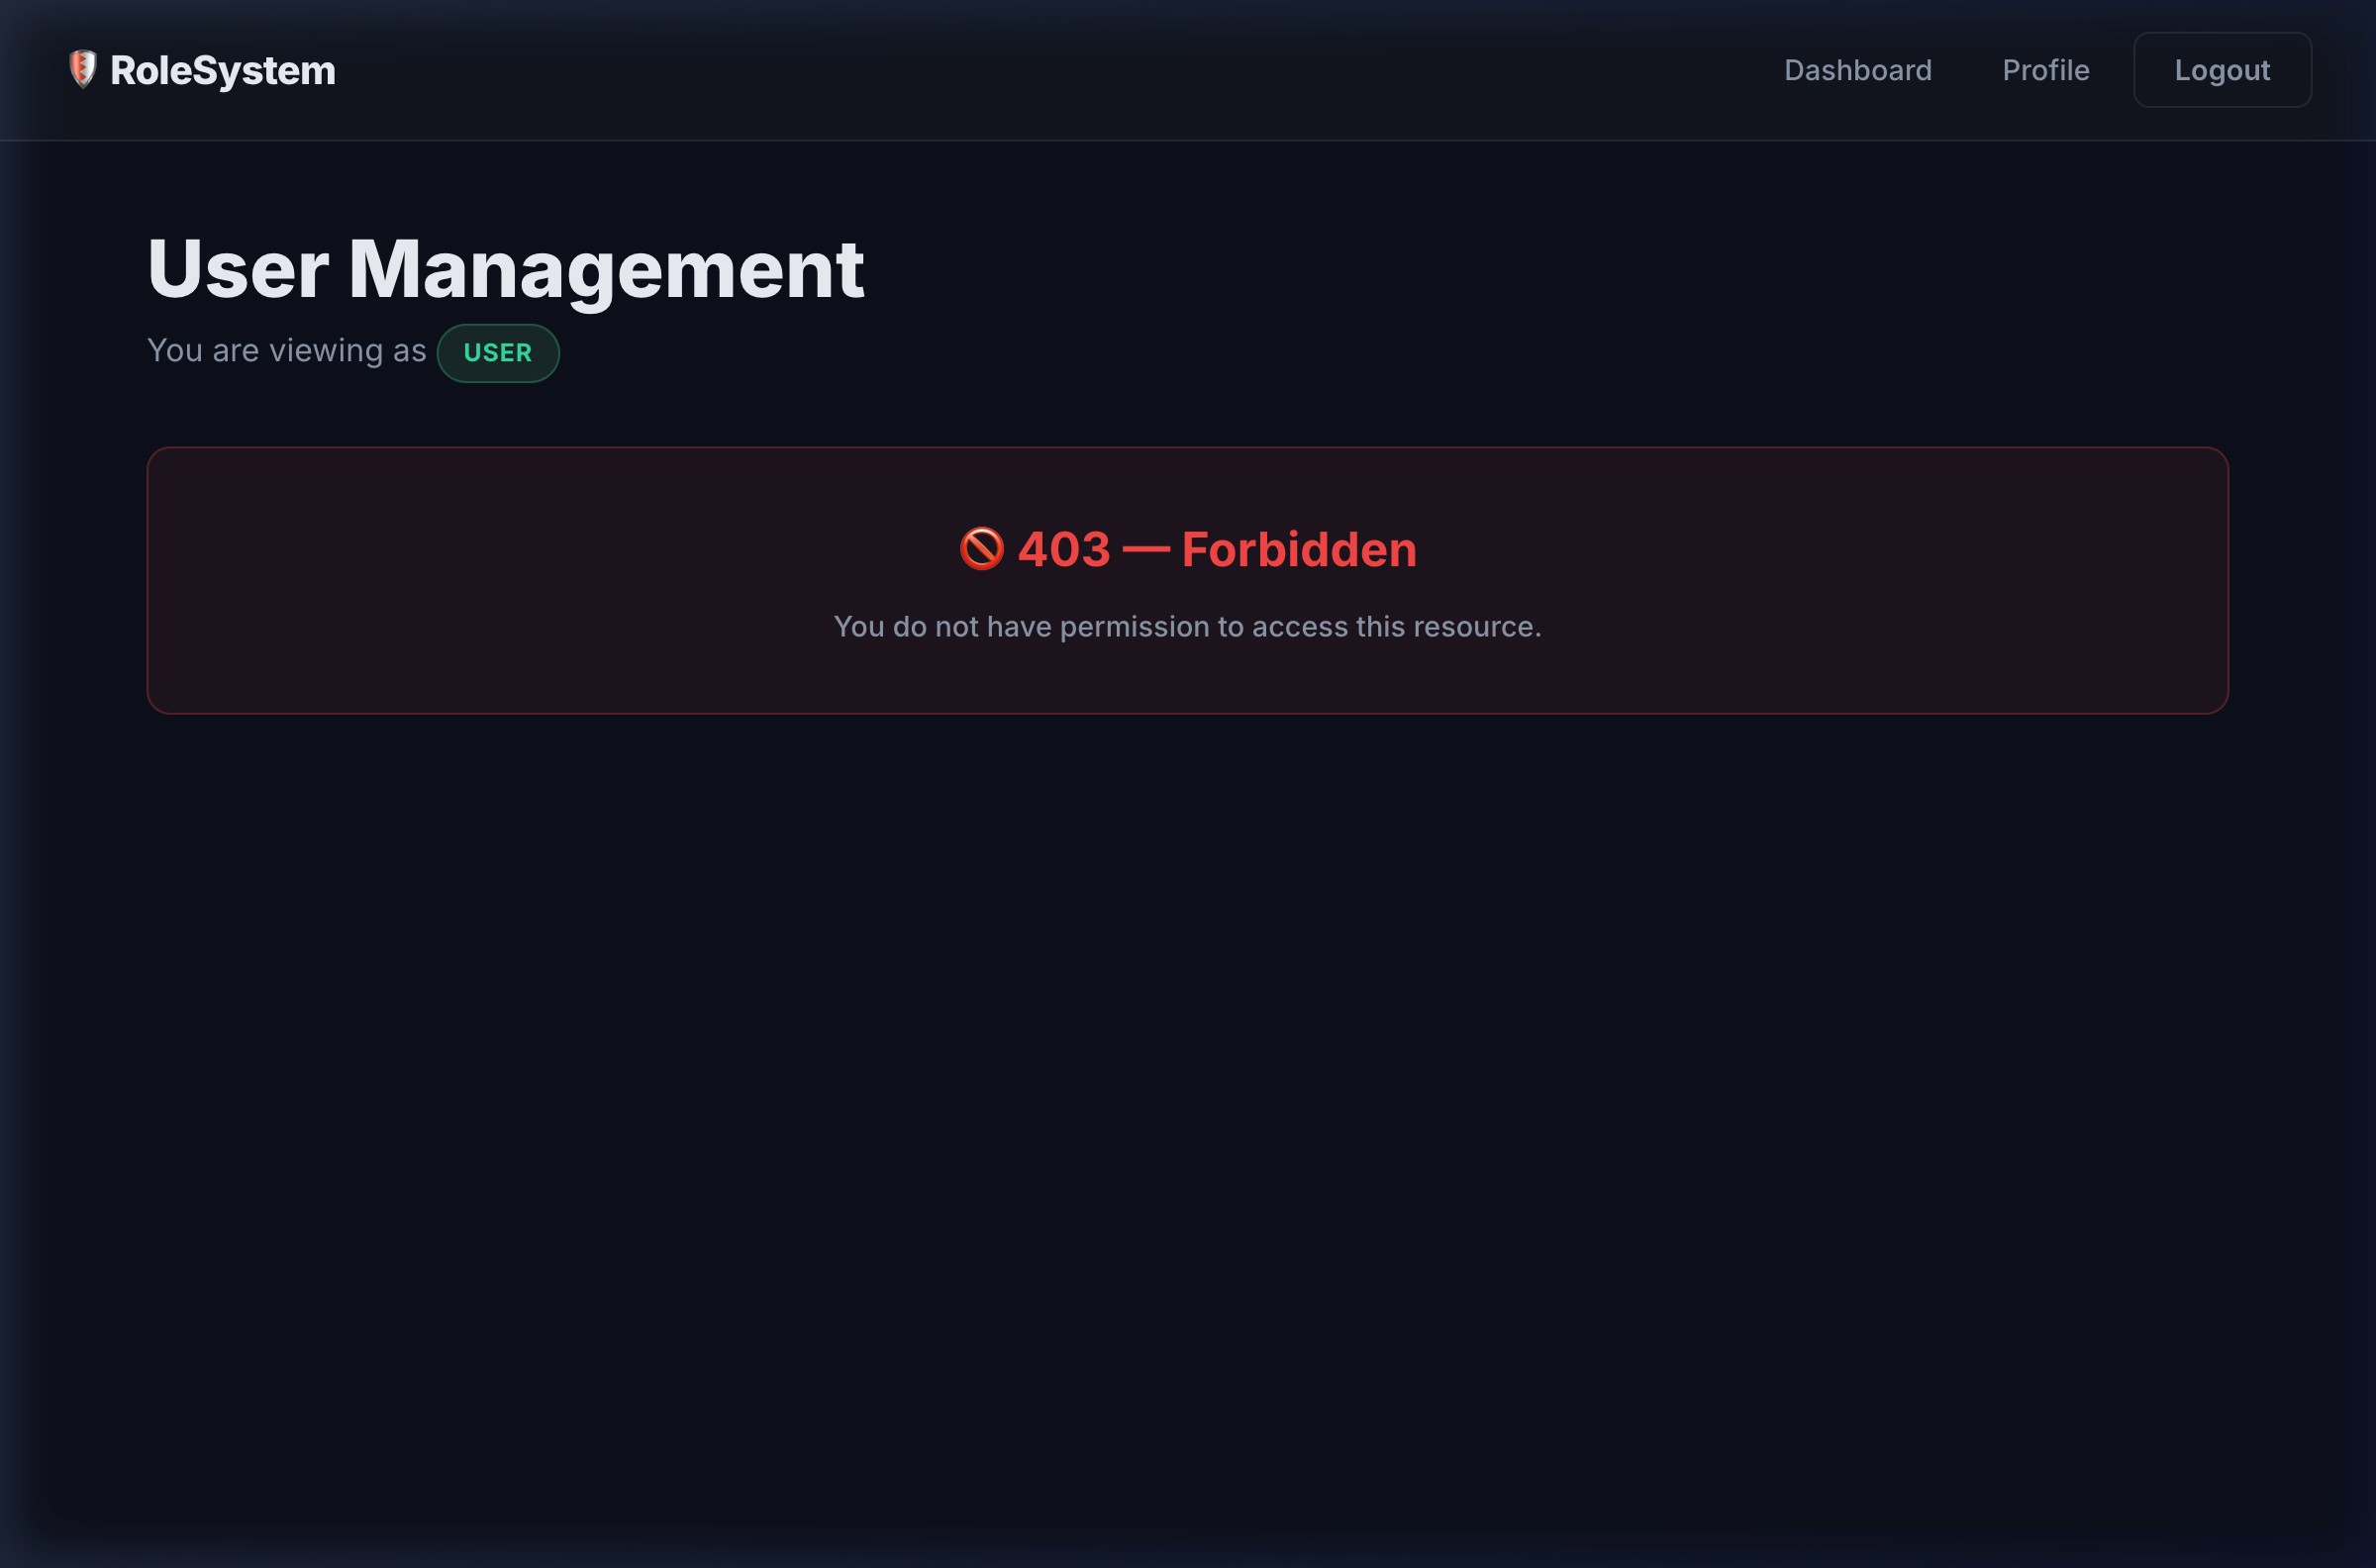 RoleSystem
Dashboard
Profile
Logout
User Management
You are viewing as USER
403 — Forbidden
You do not have permission to access this resource.